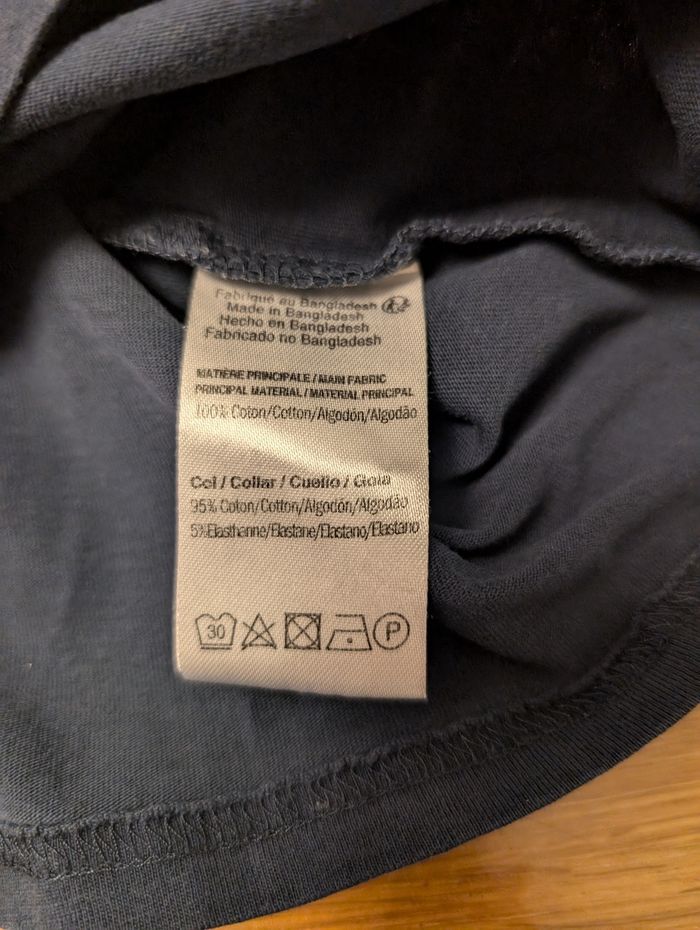 Fabriqué au Bangladesh
Made in Bangladesh
Hecho en Bangladesh
Fabricado no Bangladesh
MATIÈRE PRINCIPALE / MAIN FABRIC
PRINCIPAL MATERIAL / MATERIAL PRINCIPAL
100% Coton/Cotton/Algodón/Algodão
Col / Collar / Cuello / Gola
95% Coton/Cotton/Algodón/Algodão
5%Elasthanne/Elastane/Elastano/Elastano
30 P